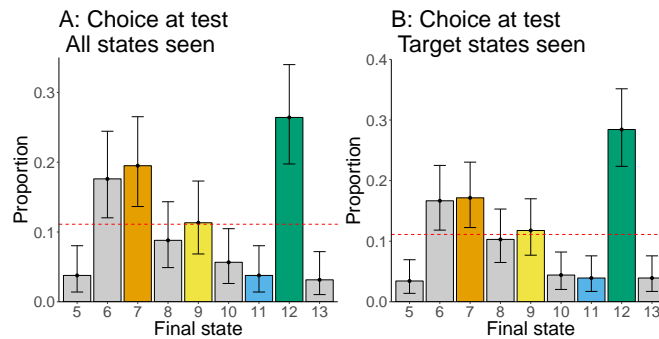 A: Choice at test
All states seen
Proportion
0.3
0.2
0.1
0.0
5 6 7 8 9 10 11 12 13
Final state
B: Choice at test
Target states seen
Proportion
0.4
0.3
0.2
0.1
0.0
5 6 7 8 9 10 11 12 13
Final state